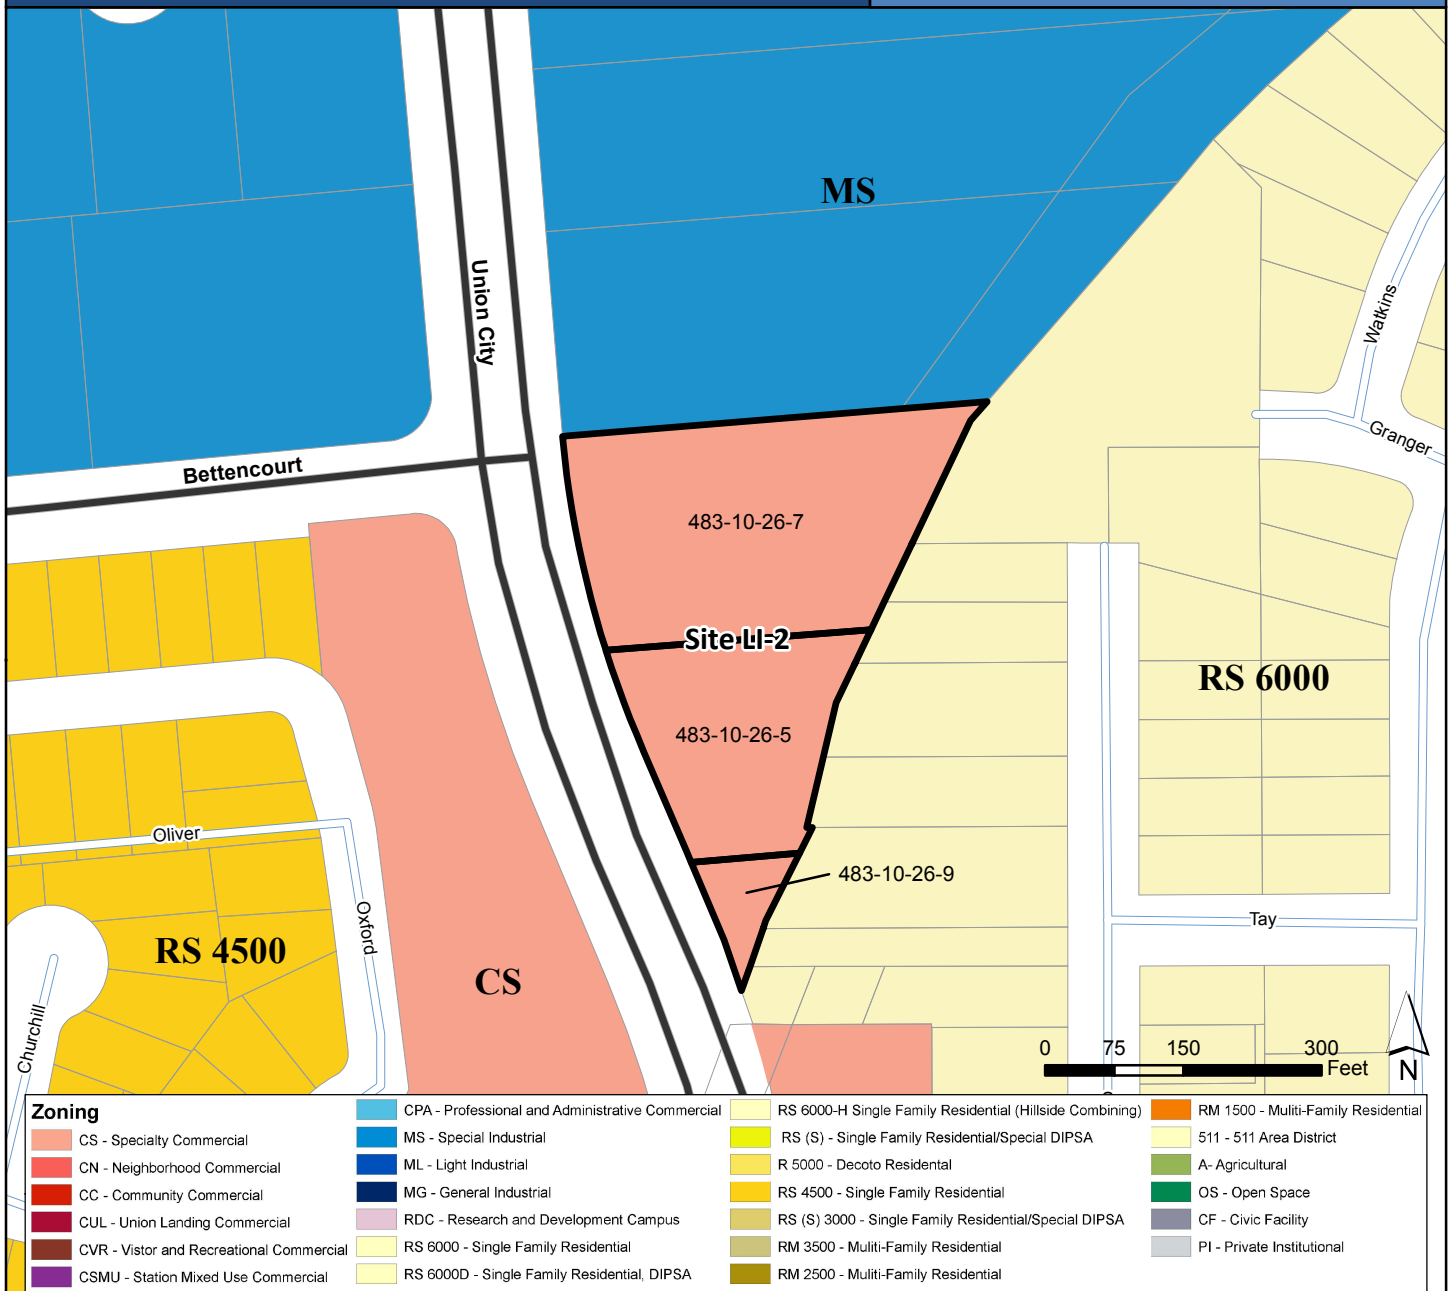 MS
Union City
Watkins
Granger
Bettencourt
483-10-26-7
Site LI-2
RS 6000
483-10-26-5
Oliver
483-10-26-9
Oxford
Tay
RS 4500
CS
Churchill
0 75 150 300
Feet
N
Zoning
CS - Specialty Commercial
CN - Neighborhood Commercial
CC - Community Commercial
CUL - Union Landing Commercial
CVR - Vistor and Recreational Commercial
CSMU - Station Mixed Use Commercial
CPA - Professional and Administrative Commercial
MS - Special Industrial
ML - Light Industrial
MG - General Industrial
RDC - Research and Development Campus
RS 6000 - Single Family Residential
RS 6000D - Single Family Residential, DIPSA
RS 6000-H Single Family Residential (Hillside Combining)
RS (S) - Single Family Residential/Special DIPSA
R 5000 - Decoto Residental
RS 4500 - Single Family Residential
RS (S) 3000 - Single Family Residential/Special DIPSA
RM 3500 - Muliti-Family Residential
RM 2500 - Muliti-Family Residential
RM 1500 - Muliti-Family Residential
511 - 511 Area District
A- Agricultural
OS - Open Space
CF - Civic Facility
PI - Private Institutional